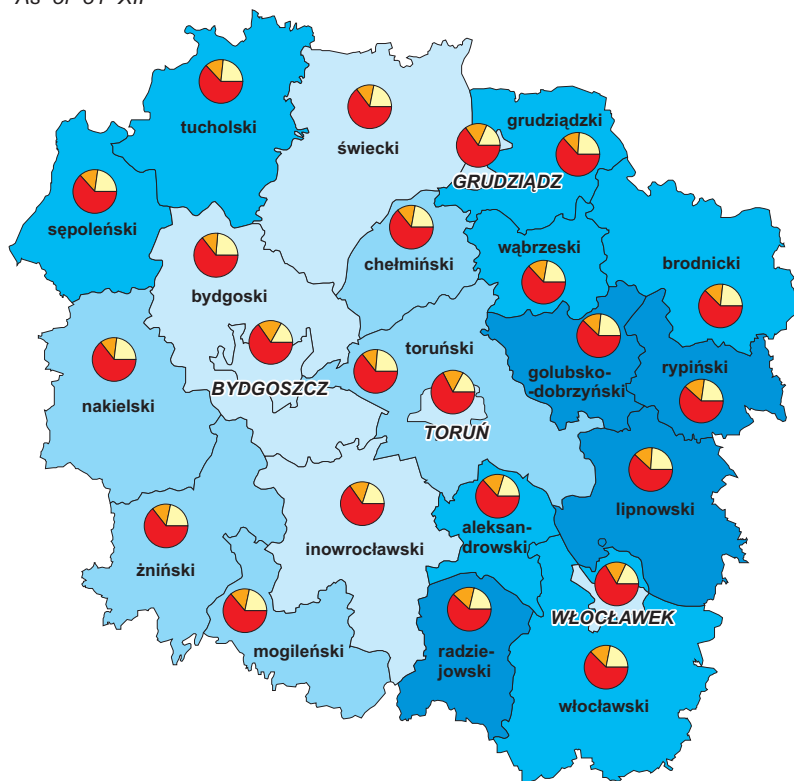 tucholski
świecki
grudziądzki
GRUDZIĄDZ
sępoleński
chełmiński
wąbrzeski
brodnicki
bydgoski
toruński
golubsko-
-dobrzyński
rypiński
BYDGOSZCZ
nakielski
TORUŃ
lipnowski
aleksan-
drowski
inowrocławski
żniński
WŁOCŁAWEK
mogileński
radzie-
jowski
włocławski